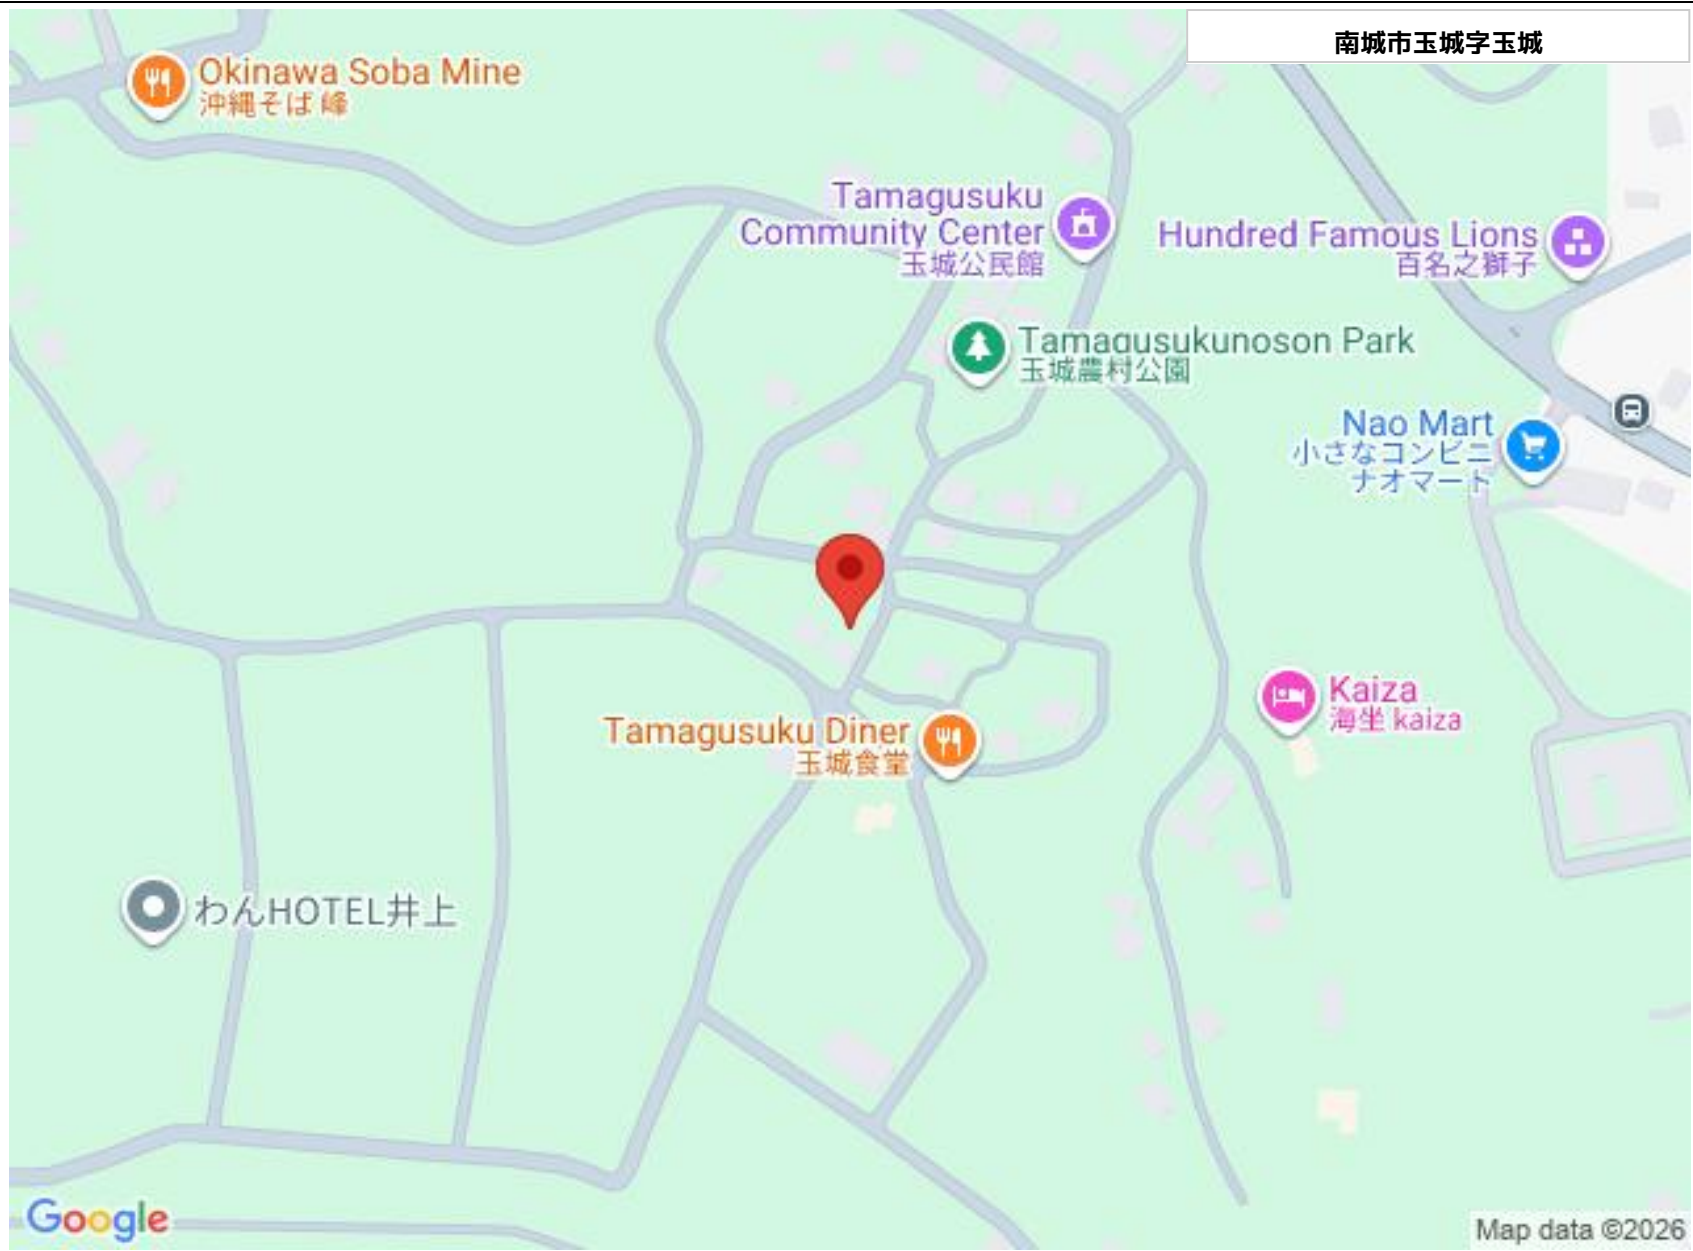 南城市玉城字玉城
Okinawa Soba Mine
沖縄そば 峰
Tamagusuku
Community Center
玉城公民館
Hundred Famous Lions
百名之獅子
Tamagusukunoson Park
玉城農村公園
Nao Mart
小さなコンビニ
ナオマート
Kaiza
海坐 kaiza
Tamagusuku Diner
玉城食堂
わんHOTEL井上
Google
Map data ©2026